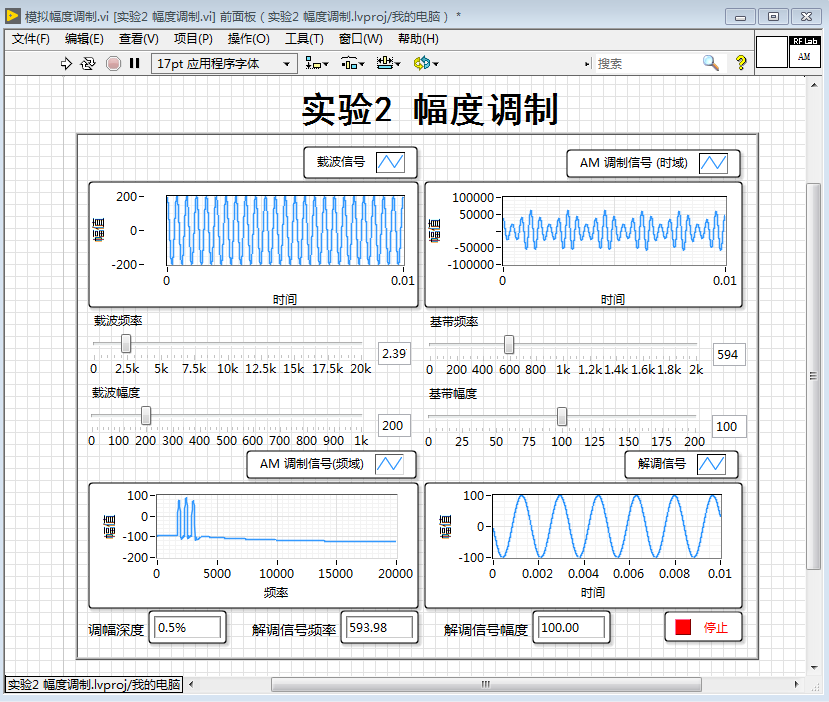 模拟幅度调制.vi [实验2 幅度调制.vi] 前面板 ( 实验2 幅度调制.lvproj/我的电脑 ) *
文件(F) 编辑(E) 查看(V) 项目(P) 操作(O) 工具(T) 窗口(W) 帮助(H)
17pt 应用程序字体
搜索
RF Lab
AM
实验2 幅度调制
载波信号
AM 调制信号 (时域)
幅值
200
0
-200
0
0.01
时间
幅值
100000
50000
-50000
-100000
0
0.01
时间
载波频率
0 2.5k 5k 7.5k 10k 12.5k 15k 17.5k 20k
2.39
基带频率
0 200 400 600 800 1k 1.2k 1.4k 1.6k 1.8k 2k
594
载波幅度
0 100 200 300 400 500 600 700 800 900 1k
200
基带幅度
0 25 50 75 100 125 150 175 200
100
AM 调制信号(频域)
解调信号
幅值
100
0
-100
-200
0 5000 10000 15000 20000
频率
幅值
100
0
-100
0 0.002 0.004 0.006 0.008 0.01
时间
调幅深度 0.5%
解调信号频率 593.98
解调信号幅度 100.00
停止
实验2 幅度调制.lvproj/我的电脑